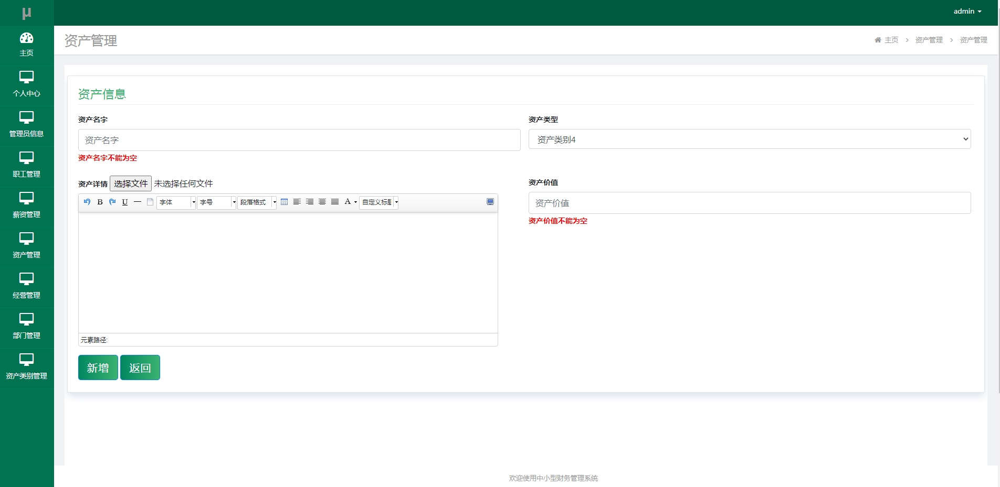 µ
admin
主页
个人中心
管理员信息
职工管理
薪资管理
资产管理
经营管理
部门管理
资产类别管理
资产管理
主页 > 资产管理 > 资产管理
资产信息
资产名字
资产名字
资产名字不能为空
资产类型
资产类别4
资产详情 选择文件 未选择任何文件
B U 字体 字号 段落格式 A 自定义标题
元素路径:
资产价值
资产价值
资产价值不能为空
新增 返回
欢迎使用中小型财务管理系统